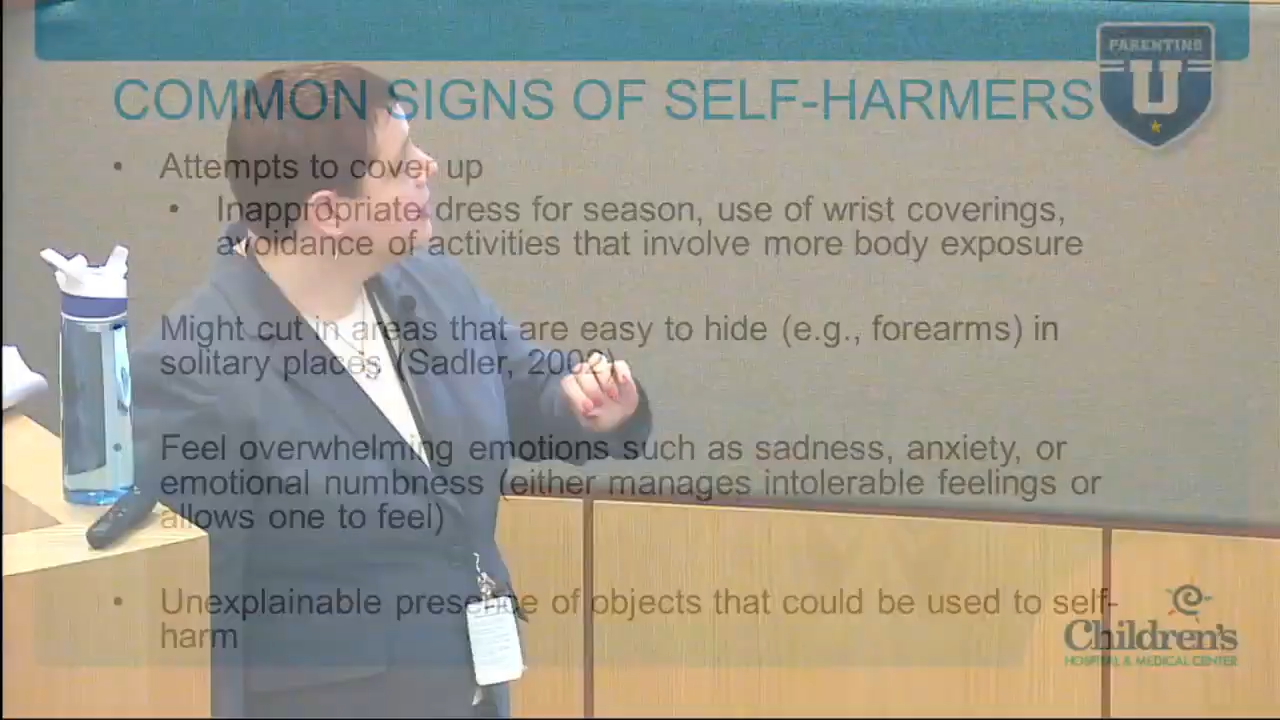 PARENTING
U
COMMON SIGNS OF SELF-HARMERS
• Attempts to cover up
• Inappropriate dress for season, use of wrist coverings,
avoidance of activities that involve more body exposure
Might cut in areas that are easy to hide (e.g., forearms) in
solitary places (Sadler, 2002)
Feel overwhelming emotions such as sadness, anxiety, or
emotional numbness (either manages intolerable feelings or
allows one to feel)
• Unexplainable presence of objects that could be used to self-
harm
Children's
HOSPITAL & MEDICAL CENTER